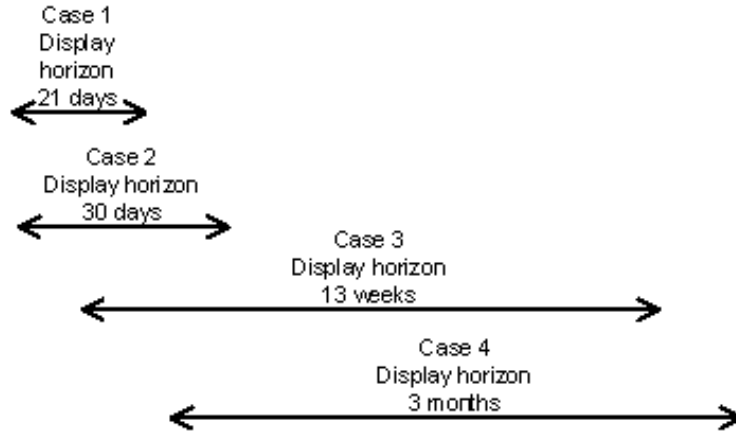 Case 1
Display
horizon
21 days
Case 2
Display horizon
30 days
Case 3
Display horizon
13 weeks
Case 4
Display horizon
3 months